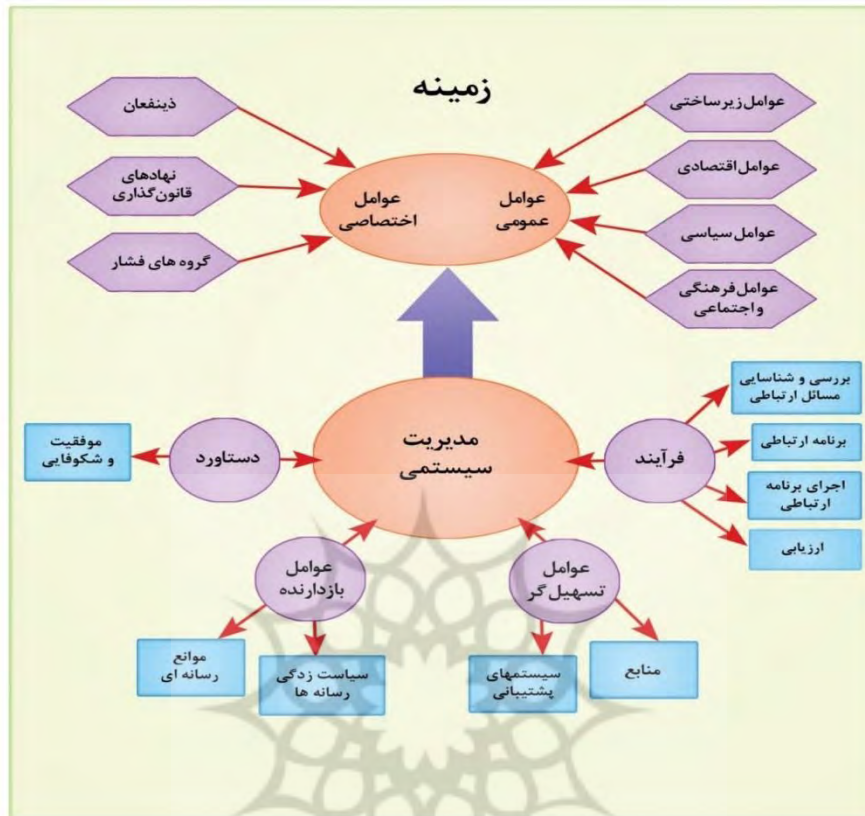 زمینه
عوامل زیرساختی
عوامل اقتصادی
عوامل سیاسی
عوامل فرهنگی
و اجتماعی
عوامل
عمومی
عوامل
اختصاصی
ذینفعان
نهادهای
قانون‌گذاری
گروه های فشار
مدیریت
سیستمی
فرآیند
بررسی و شناسایی
مسائل ارتباطی
برنامه ارتباطی
اجرای برنامه
ارتباطی
ارزیابی
دستاورد
موفقیت
و شکوفایی
عوامل
تسهیل گر
منابع
سیستمهای
پشتیبانی
عوامل
بازدارنده
سیاست زدگی
رسانه ها
موانع
رسانه ای